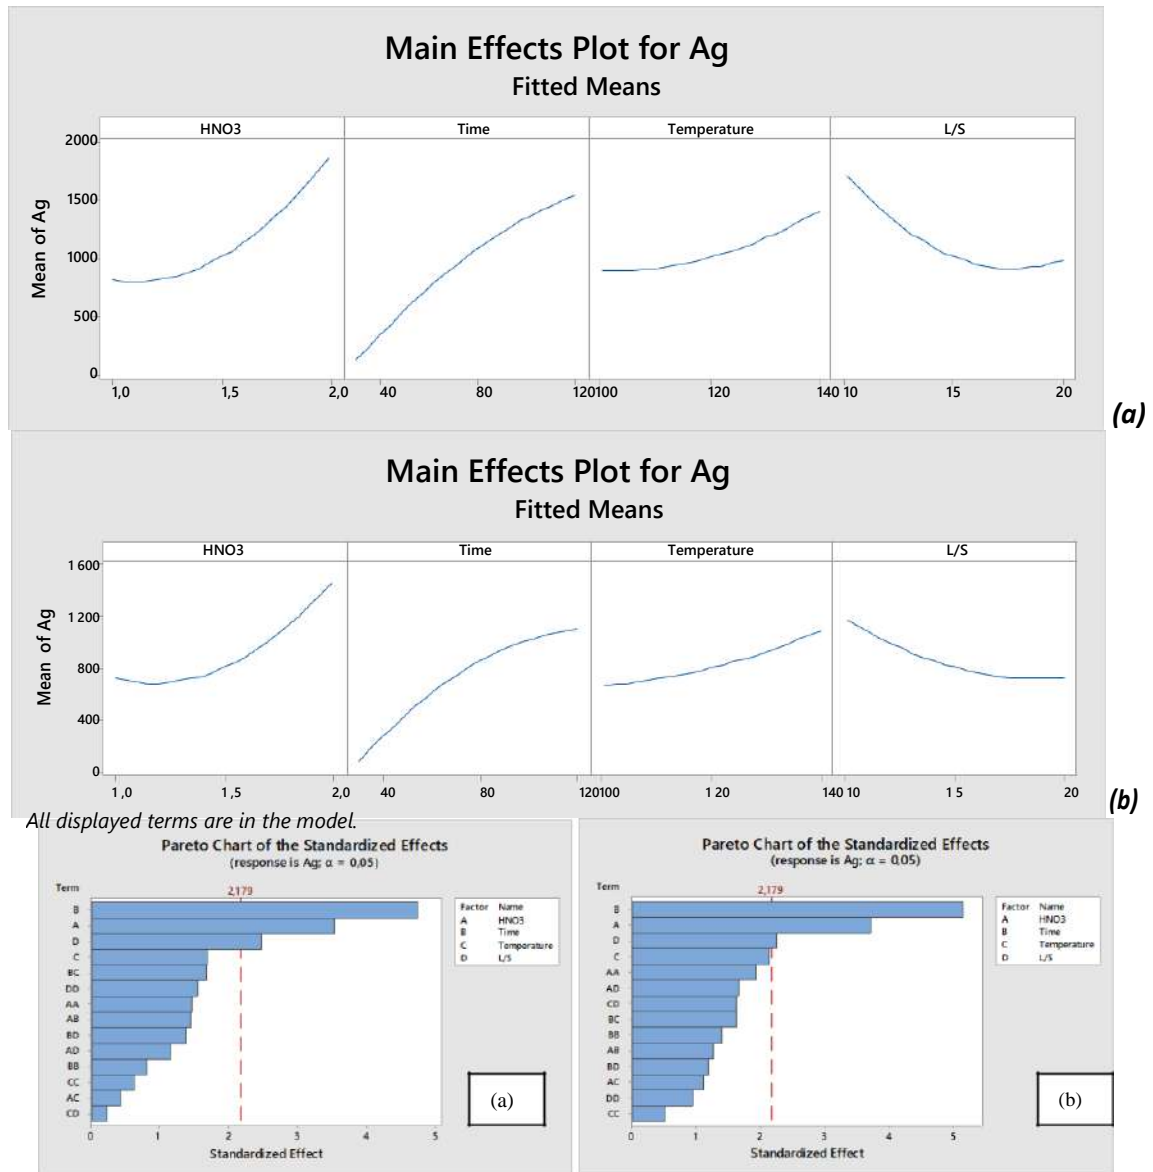 Main Effects Plot for Ag
Fitted Means
HNO3 Time Temperature L/S
Mean of Ag
2000
1500
1000
500
0
1,0 1,5 2,0 40 80 120 100 120 140 10 15 20
(a)
Main Effects Plot for Ag
Fitted Means
HNO3 Time Temperature L/S
Mean of Ag
1 600
1 200
800
400
0
1 ,0 1,5 2,0 40 80 120 100 1 20 140 10 1 5 20
(b)
All displayed terms are in the model.
Pareto Chart of the Standardized Effects
(response is Ag; α = 0,05)
Term
2,179
B
A
D
C
BC
DD
AA
AB
BD
AD
BB
CC
AC
CD
0 1 2 3 4 5
Standardized Effect
Factor Name
A HNO3
B Time
C Temperature
D L/S
(a)
Pareto Chart of the Standardized Effects
(response is Ag; α = 0,05)
Term
2,179
B
A
D
C
AA
AD
CD
BC
BB
AB
BD
AC
DD
CC
0 1 2 3 4 5
Standardized Effect
Factor Name
A HNO3
B Time
C Temperature
D L/S
(b)